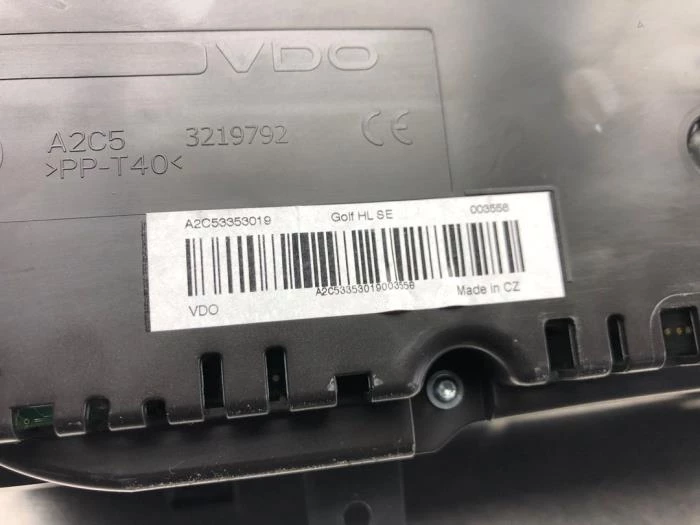 VDO
A2C5 3219792 CE
>PP-T40<
A2C53353019 Golf HL SE 003556
A2C53353019003556
VDO Made in CZ